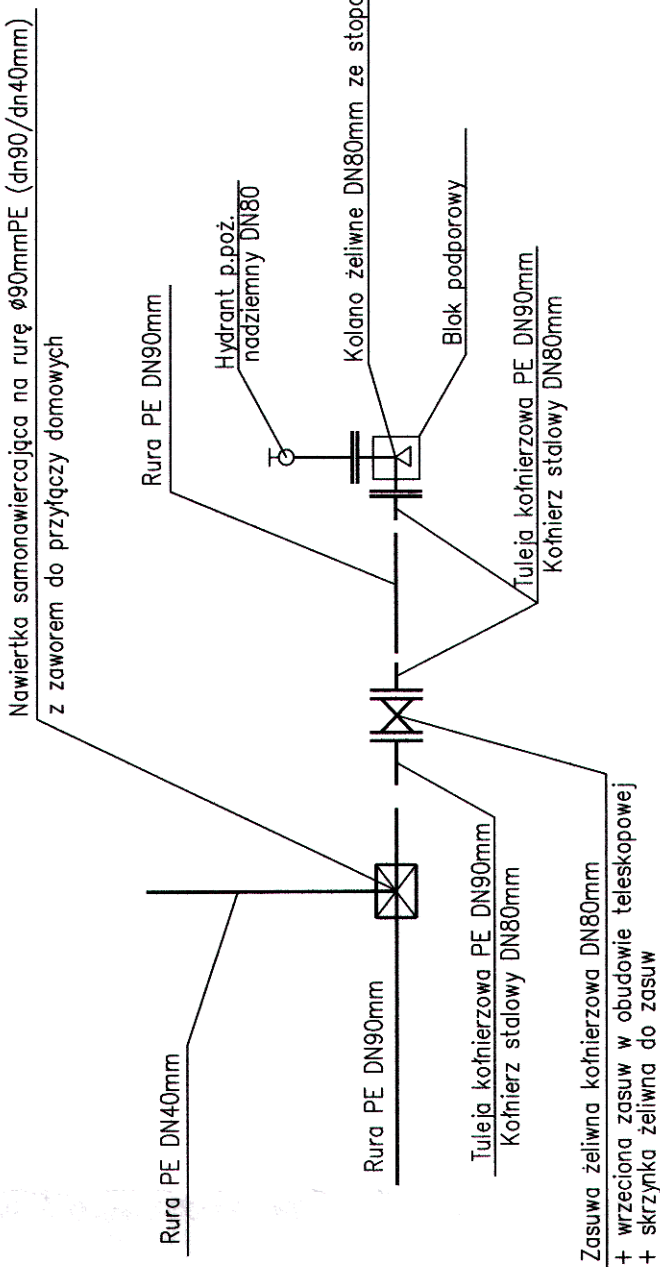 Nawiertka samonawiercająca na rurę ø90mmPE (dn90/dn40mm)
z zaworem do przyłączy domowych
Rura PE DN90mm
Hydrant p.poż.
nadziemny DN80
Kolano żeliwne DN80mm ze
Blok podporowy
Tuleja kołnierzowa PE DN90mm
Kołnierz stalowy DN80mm
Rura PE DN40mm
Rura PE DN90mm
Tuleja kołnierzowa PE DN90mm
Kołnierz stalowy DN80mm
Zasuwa żeliwna kołnierzowa DN80mm
+ wrzeciona zasuw w obudowie teleskopowej
+ skrzynka żeliwna do zasuw